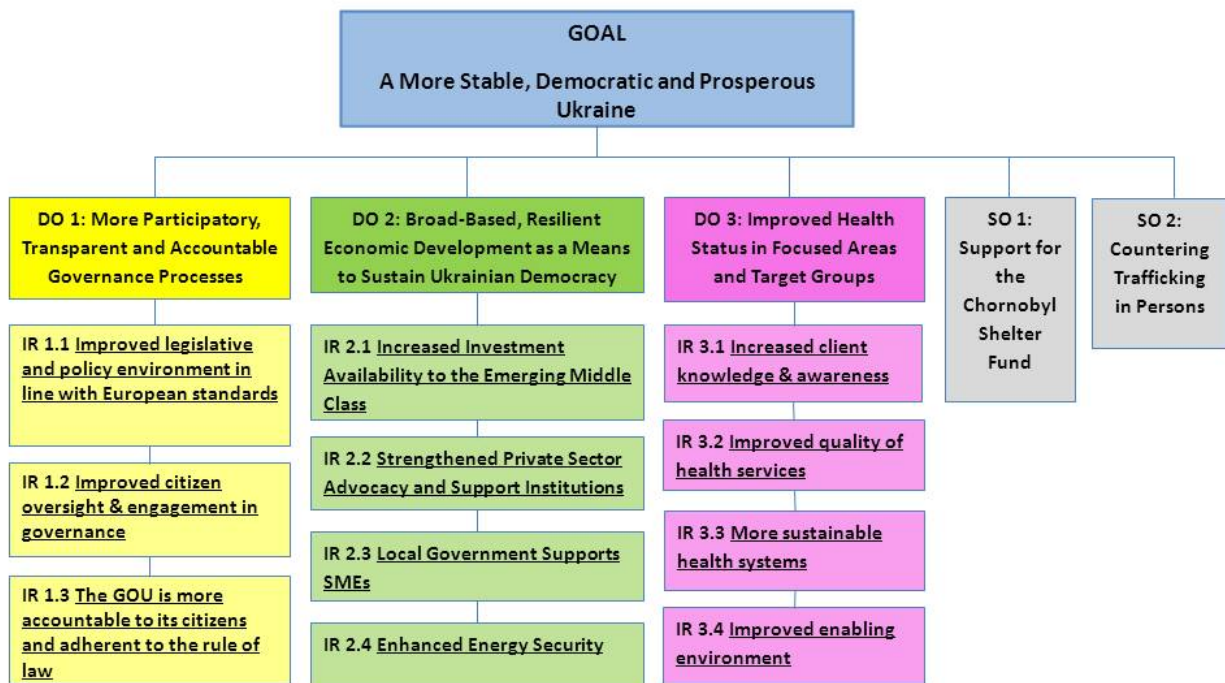 GOAL
A More Stable, Democratic and Prosperous
Ukraine
DO 1: More Participatory,
Transparent and Accountable
Governance Processes
IR 1.1 Improved legislative
and policy environment in
line with European standards
IR 1.2 Improved citizen
oversight & engagement in
governance
IR 1.3 The GOU is more
accountable to its citizens
and adherent to the rule of
law
DO 2: Broad-Based, Resilient
Economic Development as a Means
to Sustain Ukrainian Democracy
IR 2.1 Increased Investment
Availability to the Emerging Middle
Class
IR 2.2 Strengthened Private Sector
Advocacy and Support Institutions
IR 2.3 Local Government Supports
SMEs
IR 2.4 Enhanced Energy Security
DO 3: Improved Health
Status in Focused Areas
and Target Groups
IR 3.1 Increased client
knowledge & awareness
IR 3.2 Improved quality of
health services
IR 3.3 More sustainable
health systems
IR 3.4 Improved enabling
environment
SO 1:
Support for
the
Chornobyl
Shelter
Fund
SO 2:
Countering
Trafficking
in Persons